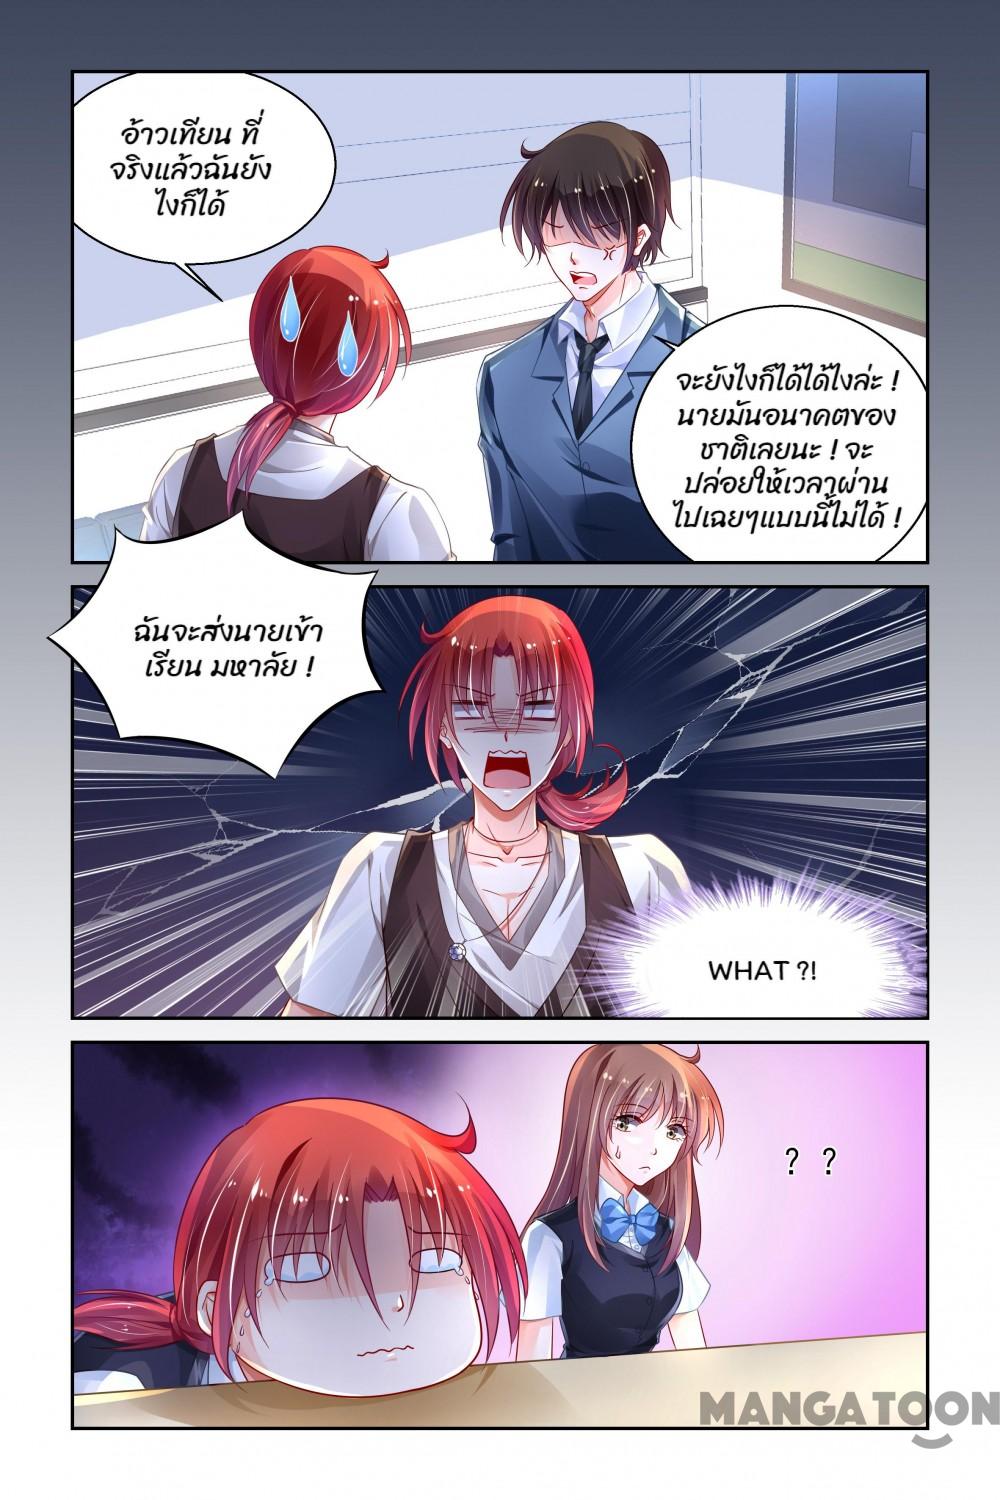 อ้าวเทียน ที่
จริงแล้วฉันยัง
ไงก็ได้
จะยังไงก็ได้ได้ไงล่ะ !
นายมันอนาคตของ
ชาติเลยนะ ! จะ
ปล่อยให้เวลาผ่าน
ไปเฉยๆแบบนี้ไม่ได้ !
ฉันจะส่งนายเข้า
เรียน มหาลัย !
WHAT ?!
? ?
MANGATOON